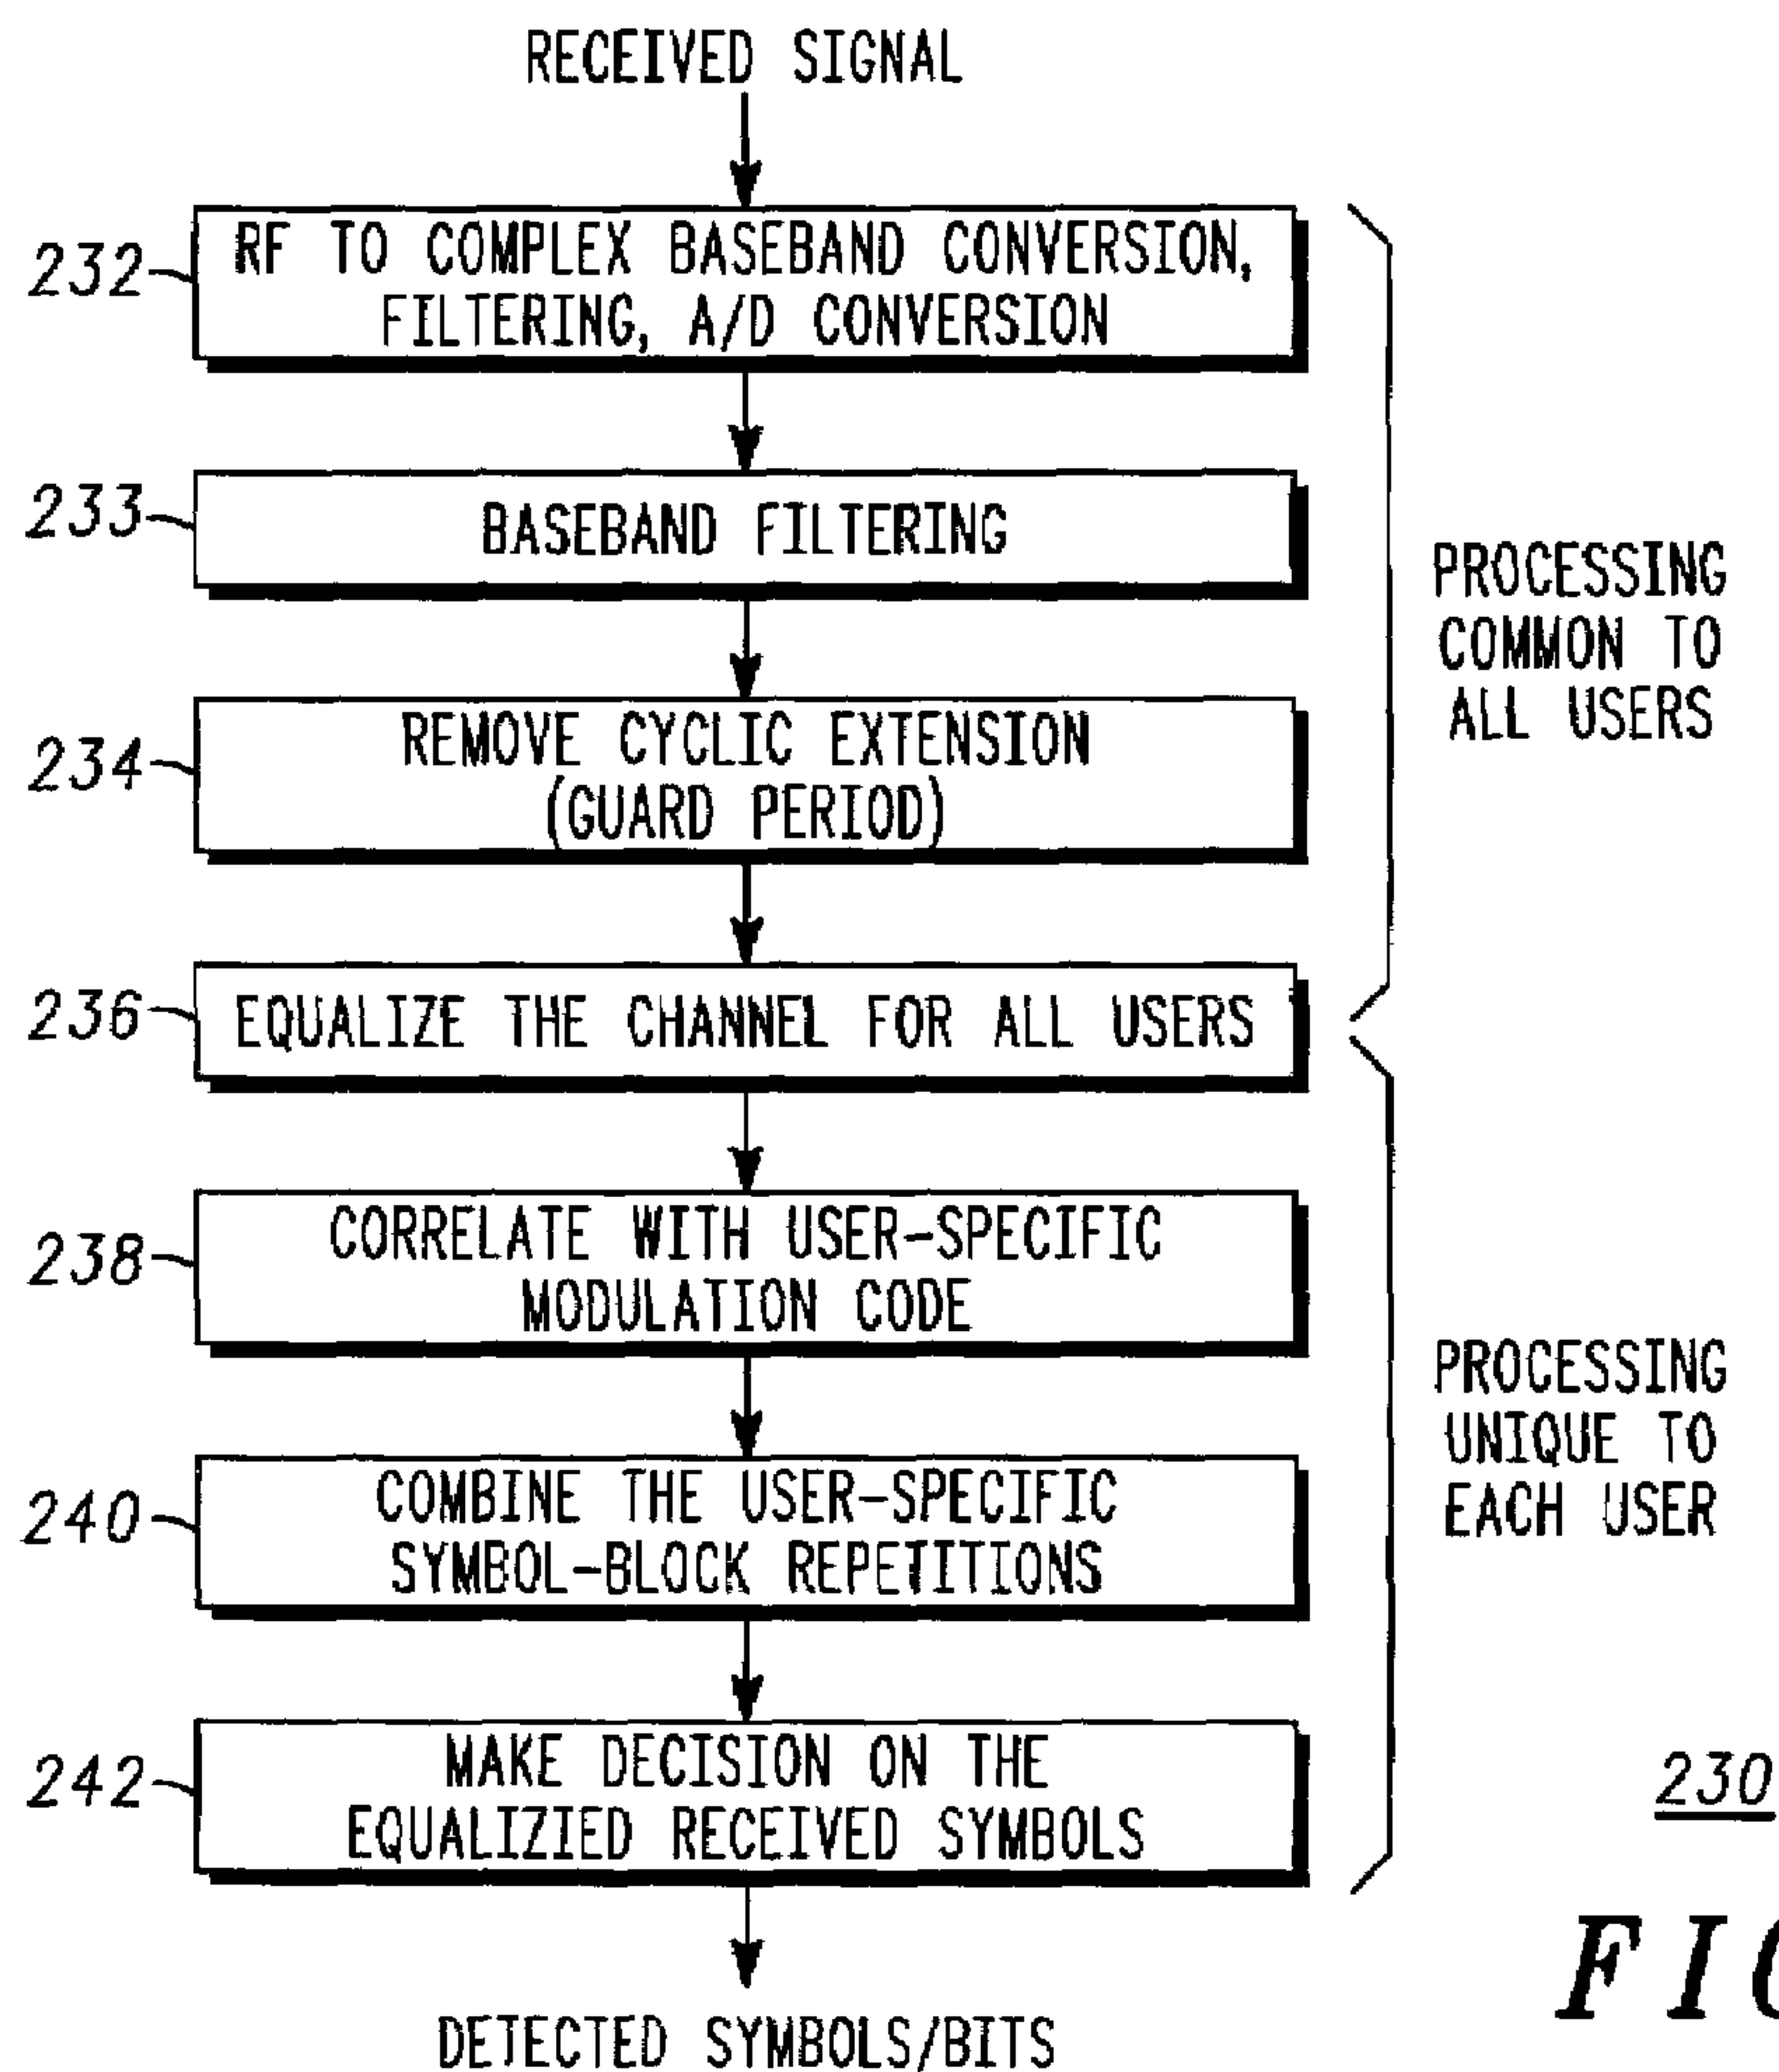 RECEIVED SIGNAL
232
RF TO COMPLEX BASEBAND CONVERSION,
FILTERING, A/D CONVERSION
233
BASEBAND FILTERING
PROCESSING
COMMON TO
ALL USERS
234
REMOVE CYCLIC EXTENSION
(GUARD PERIOD)
236
EQUALIZE THE CHANNEL FOR ALL USERS
238
CORRELATE WITH USER-SPECIFIC
MODULATION CODE
PROCESSING
UNIQUE TO
EACH USER
240
COMBINE THE USER-SPECIFIC
SYMBOL-BLOCK REPETITIONS
242
MAKE DECISION ON THE
EQUALIZIED RECEIVED SYMBOLS
230
DETECTED SYMBOLS/BITS